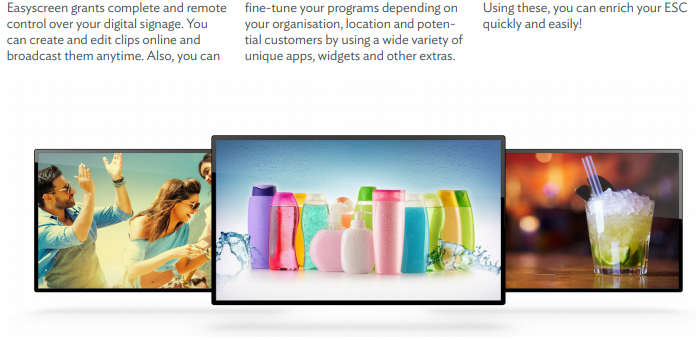 Easyscreen grants complete and remote
control over your digital signage. You
can create and edit clips online and
broadcast them anytime. Also, you can
fine-tune your programs depending on
your organisation, location and poten-
tial customers by using a wide variety of
unique apps, widgets and other extras.
Using these, you can enrich your ESC
quickly and easily!